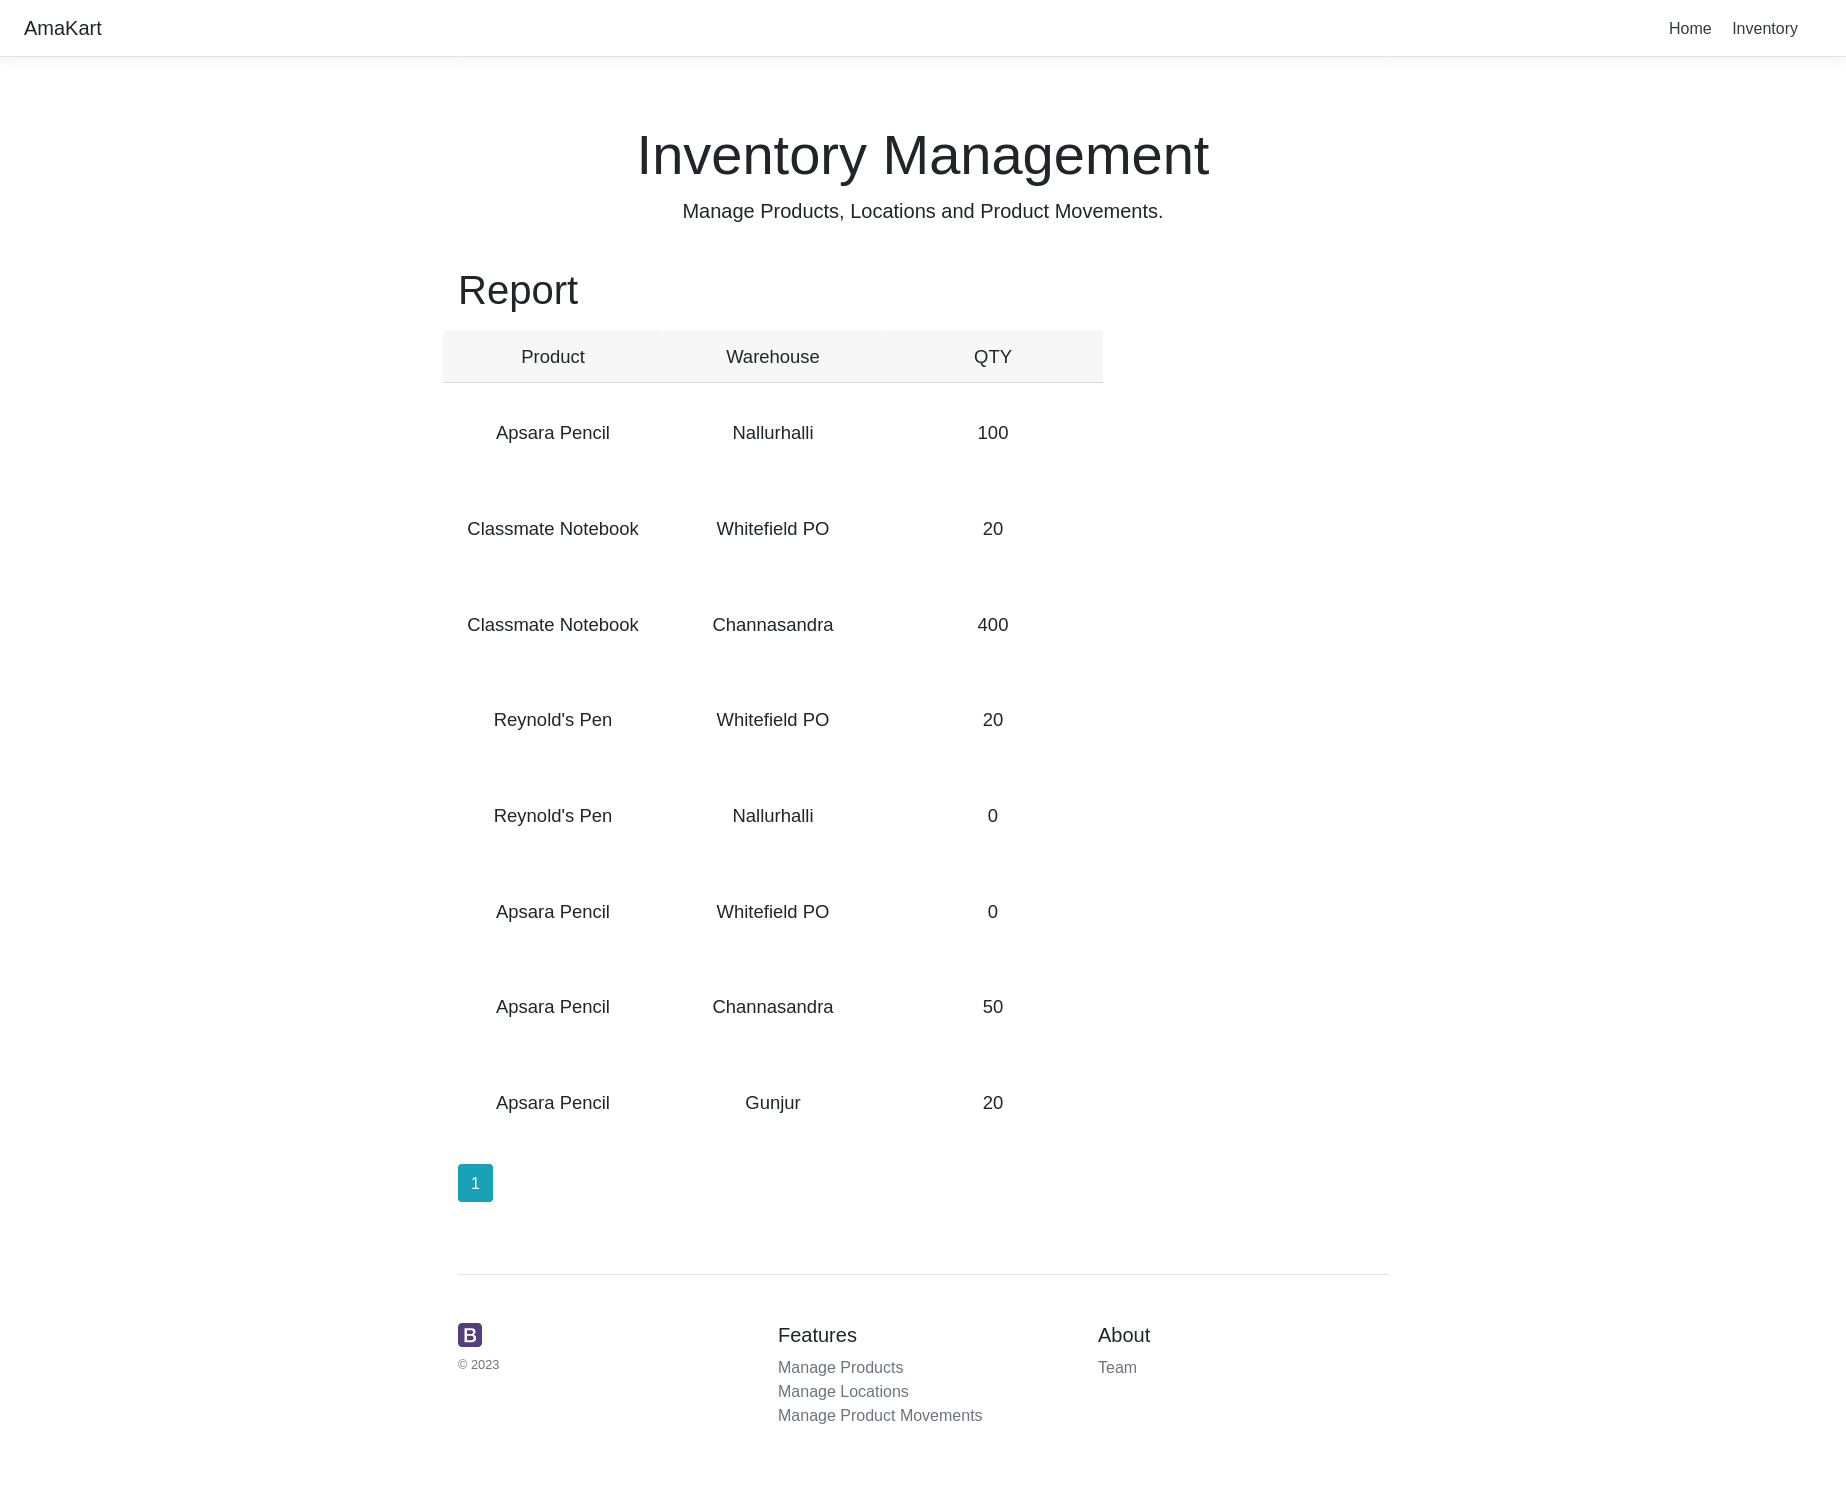 AmaKart Home Inventory
Inventory Management
Manage Products, Locations and Product Movements.
Report
Product Warehouse QTY
Apsara Pencil Nallurhalli 100
Classmate Notebook Whitefield PO 20
Classmate Notebook Channasandra 400
Reynold's Pen Whitefield PO 20
Reynold's Pen Nallurhalli 0
Apsara Pencil Whitefield PO 0
Apsara Pencil Channasandra 50
Apsara Pencil Gunjur 20
1
B
© 2023
Features
Manage Products
Manage Locations
Manage Product Movements
About
Team